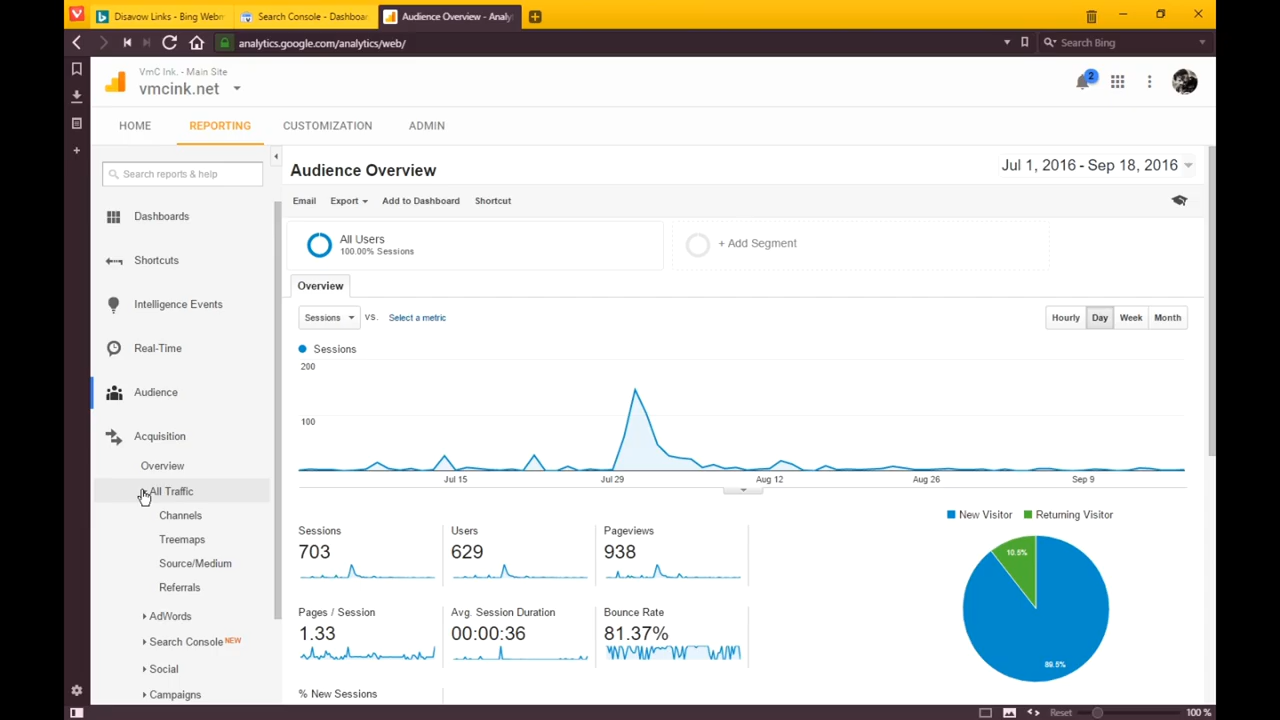 Disavow Links - Bing Webm
Search Console - Dashboa
Audience Overview - Analy
analytics.google.com/analytics/web/
Search Bing
VmC Ink. - Main Site
vmcink.net
2
HOME
REPORTING
CUSTOMIZATION
ADMIN
Search reports & help
Dashboards
Shortcuts
Intelligence Events
Real-Time
Audience
Acquisition
Overview
All Traffic
Channels
Treemaps
Source/Medium
Referrals
AdWords
Search Console NEW
Social
Campaigns
Audience Overview
Jul 1, 2016 - Sep 18, 2016
Email Export Add to Dashboard Shortcut
All Users
100.00% Sessions
+ Add Segment
Overview
Sessions VS. Select a metric
Hourly Day Week Month
Sessions
200
100
Jul 15 Jul 29 Aug 12 Aug 26 Sep 9
New Visitor Returning Visitor
Sessions
703
Users
629
Pageviews
938
Pages / Session
1.33
Avg. Session Duration
00:00:36
Bounce Rate
81.37%
% New Sessions
10.5%
89.5%
Reset 100 %